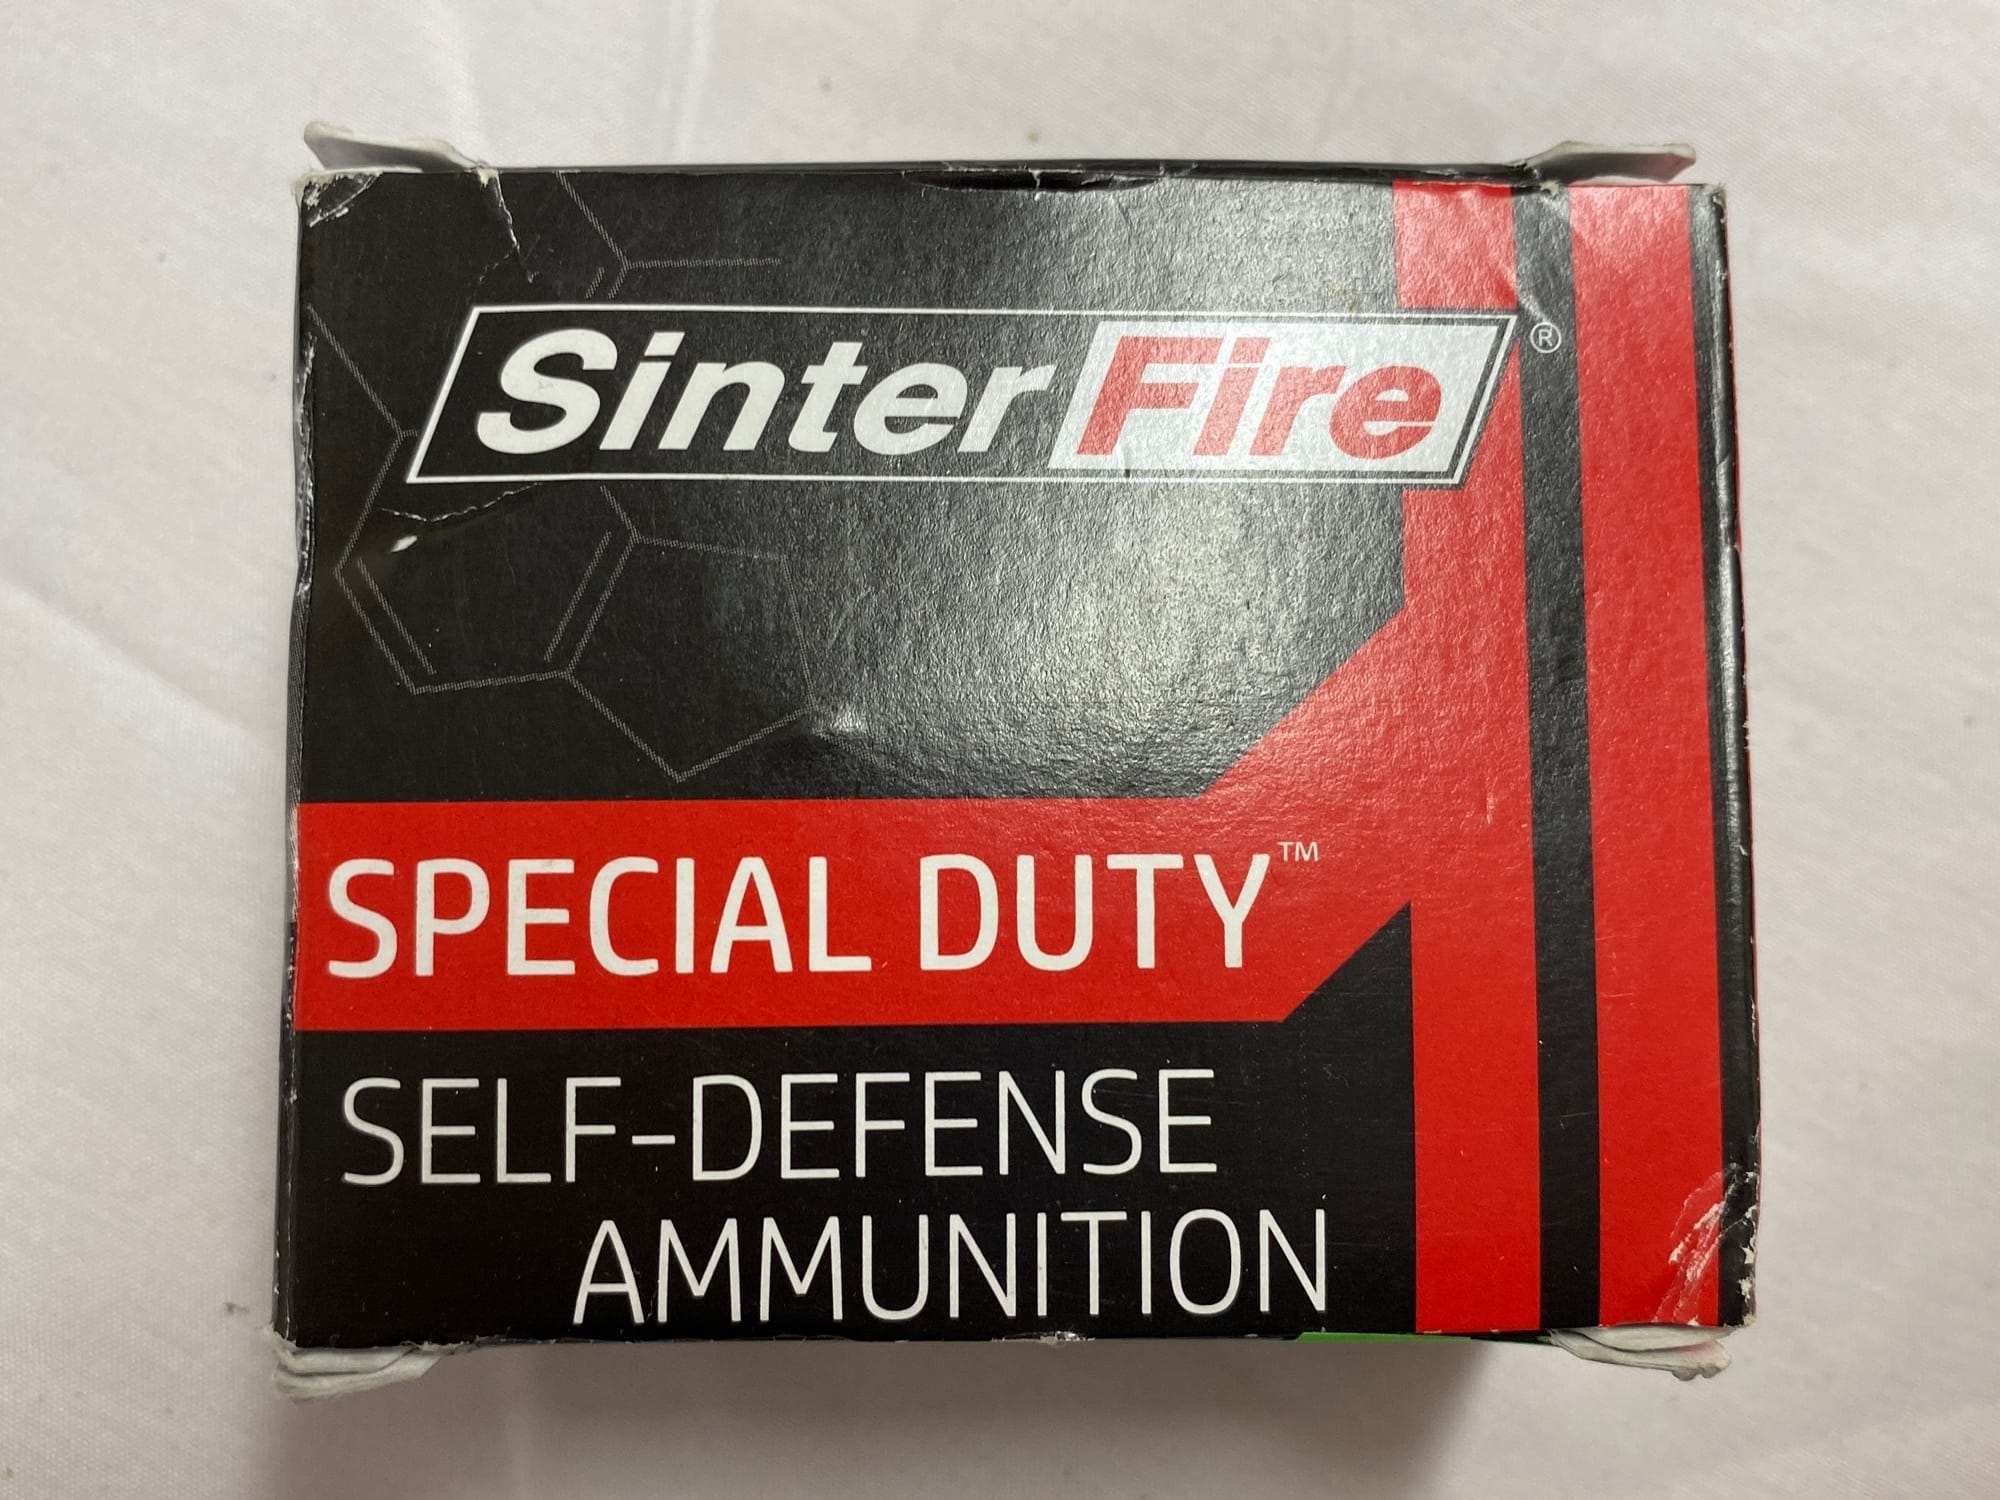 SinterFire®
SPECIAL DUTY™
SELF-DEFENSE
AMMUNITION